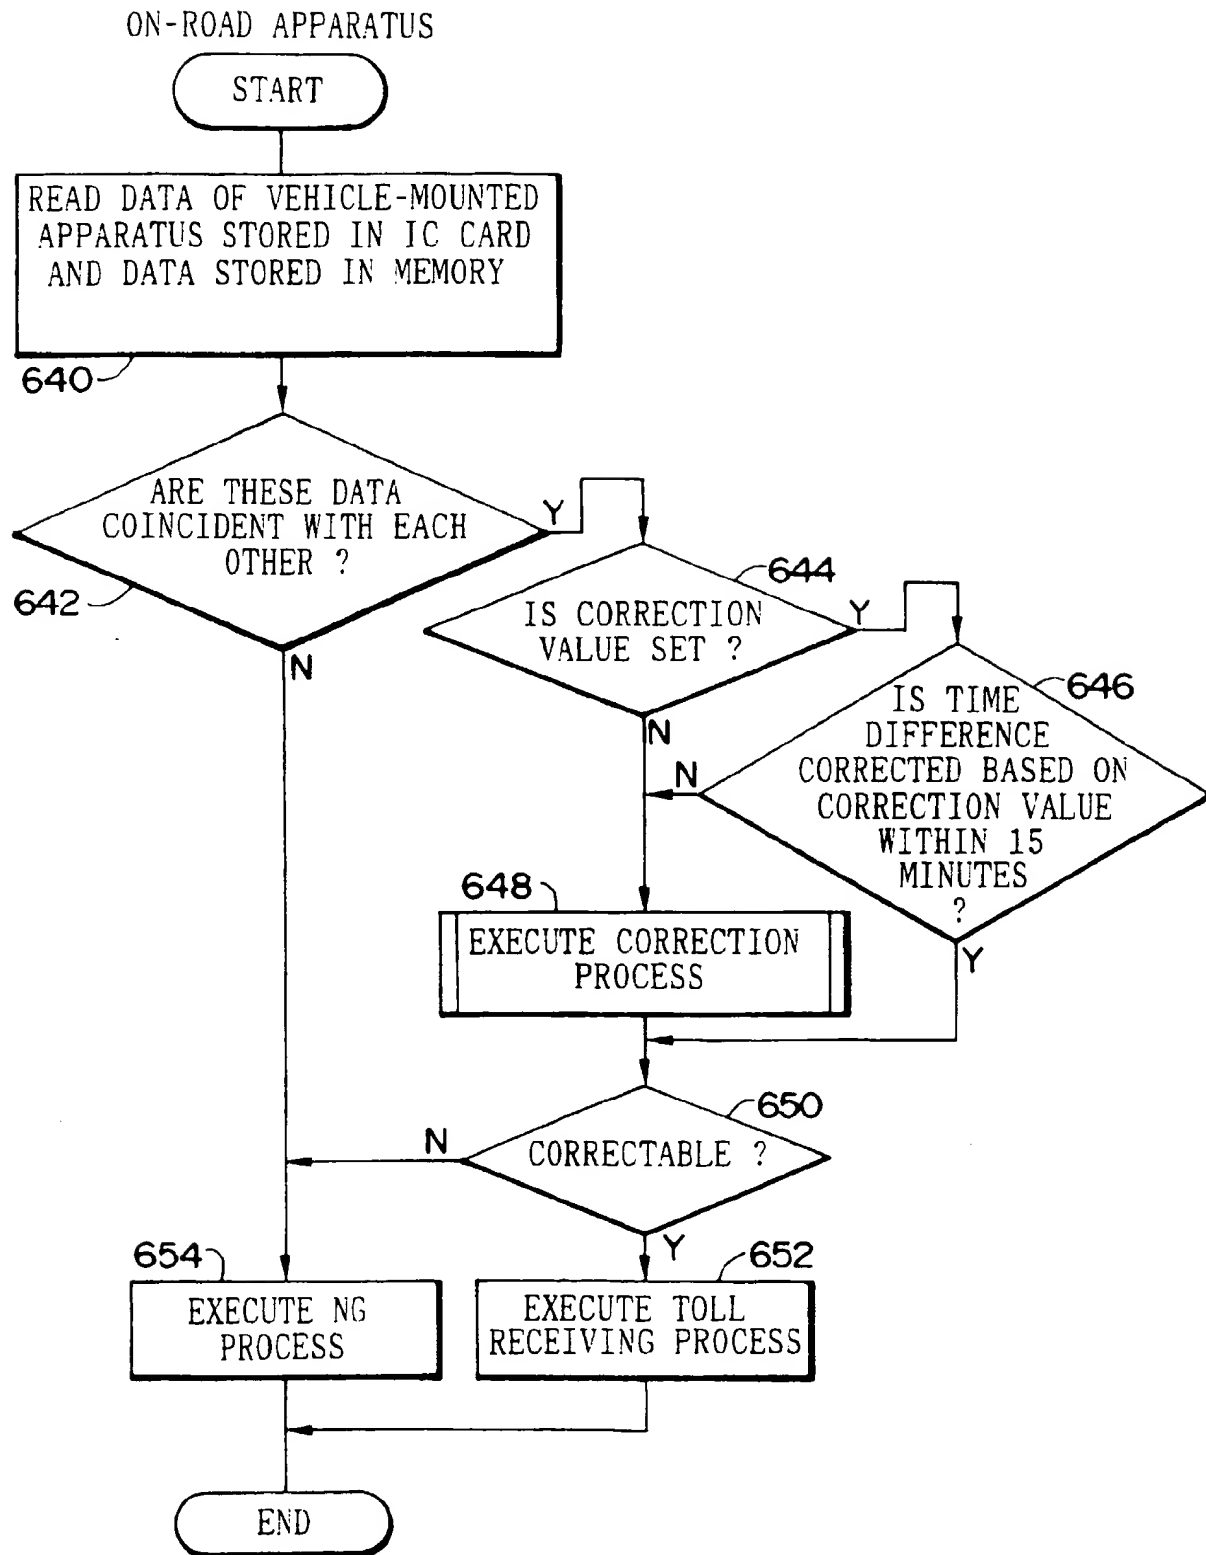 ON-ROAD APPARATUS
START
READ DATA OF VEHICLE-MOUNTED
APPARATUS STORED IN IC CARD
AND DATA STORED IN MEMORY
640
ARE THESE DATA
COINCIDENT WITH EACH
OTHER ?
Y
642
N
644
IS CORRECTION
VALUE SET ?
Y
N
646
IS TIME
DIFFERENCE
CORRECTED BASED ON
CORRECTION VALUE
WITHIN 15
MINUTES
?
N
Y
648
EXECUTE CORRECTION
PROCESS
650
CORRECTABLE ?
N
Y
654
EXECUTE NG
PROCESS
652
EXECUTE TOLL
RECEIVING PROCESS
END